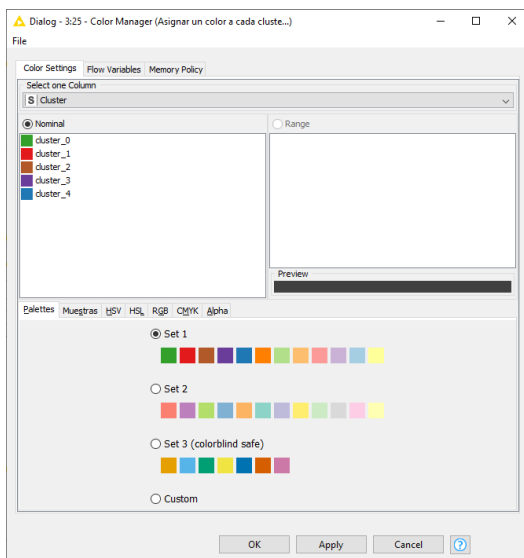 Dialog - 3:25 - Color Manager (Asignar un color a cada cluste...)
File
Color Settings Flow Variables Memory Policy
Select one Column
S Cluster
Nominal Range
cluster_0
cluster_1
cluster_2
cluster_3
cluster_4
Preview
Palettes Muestras HSV HSL RGB CMYK Alpha
Set 1
Set 2
Set 3 (colorblind safe)
Custom
OK Apply Cancel ?